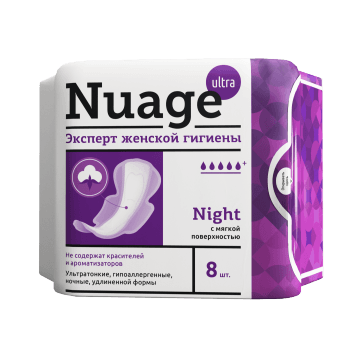 ultra
Nuage
Эксперт женской гигиены
Night
с мягкой
поверхностью
Не содержат красителей
и ароматизаторов
Ультратонкие, гипоаллергенные,
ночные, удлиненной формы
8 шт.